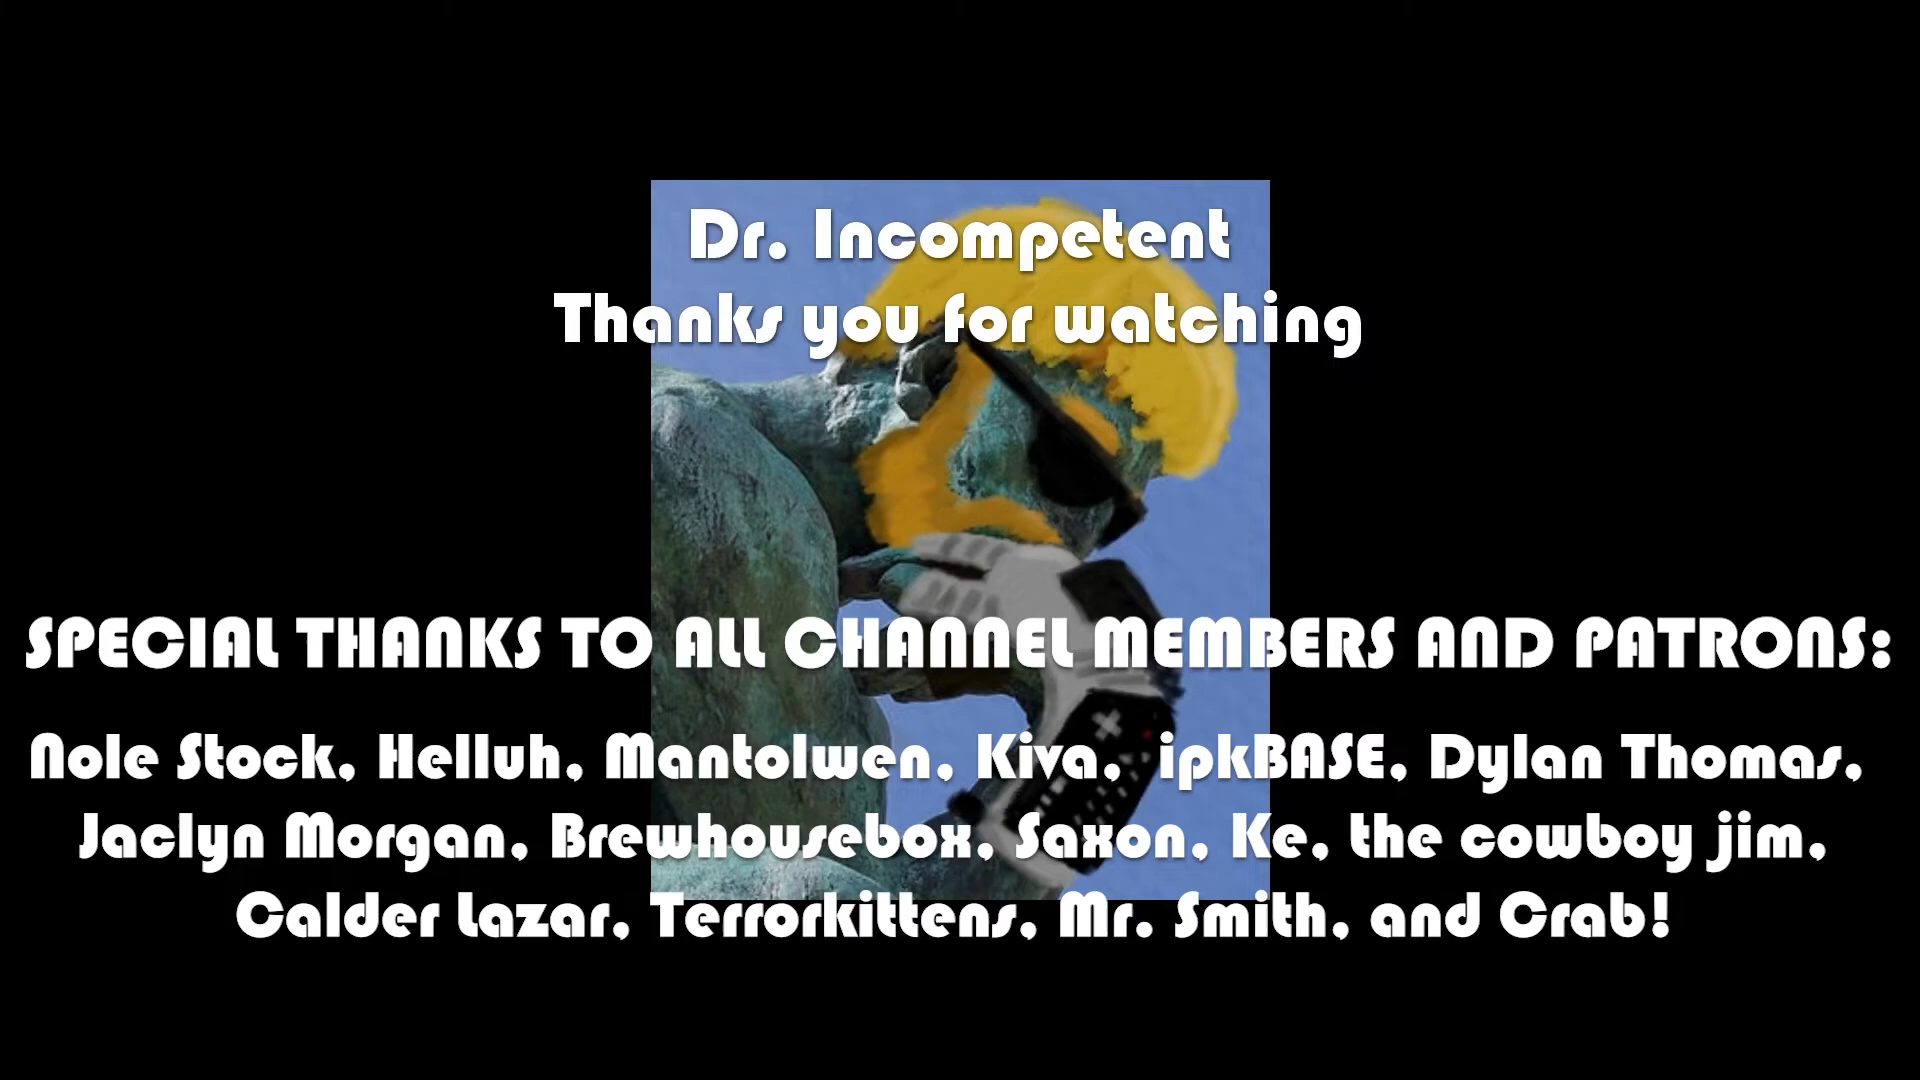 Dr. Incompetent
Thanks you for watching
SPECIAL THANKS TO ALL CHANNEL MEMBERS AND PATRONS:
Nole Stock, Helluh, Mantolwen, Kiva, ipkBASE, Dylan Thomas,
Jaclyn Morgan, Brewhousebox, Saxon, Ke, the cowboy jim,
Calder Lazar, Terrorkittens, Mr. Smith, and Crab!